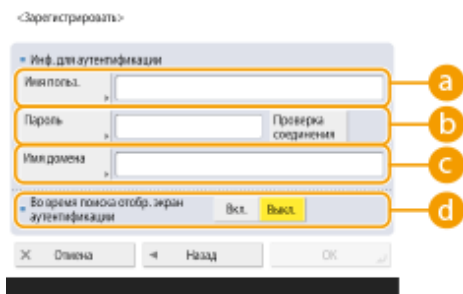 <Зарегистрировать>
Инф. для аутентификации
Имя польз.
a
Пароль
Проверка
соединения
b
Имя домена
c
Во время поиска отобр. экран
аутентификации
Вкл.
Выкл.
d
Отмена
Назад
OK